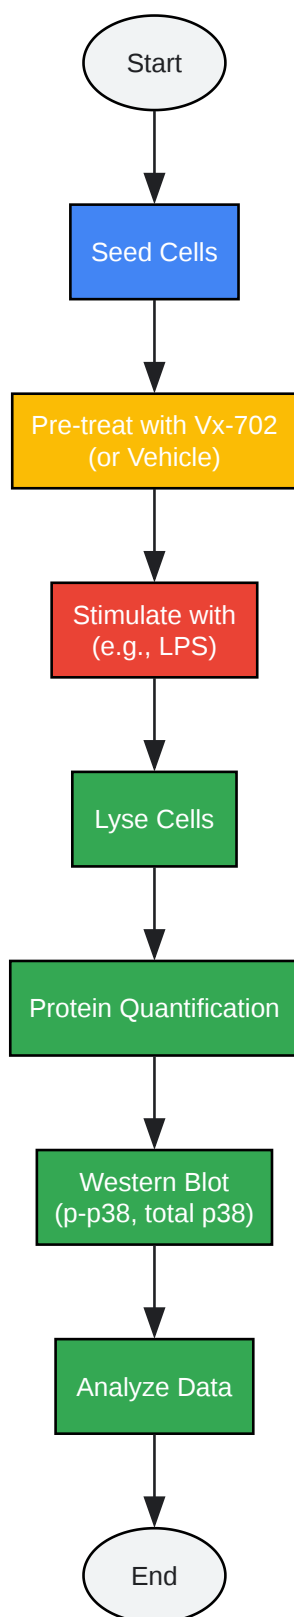 Start
Seed Cells
Pre-treat with Vx-702
(or Vehicle)
Stimulate with
(e.g., LPS)
Lyse Cells
Protein Quantification
Western Blot
(p-p38, total p38)
Analyze Data
End